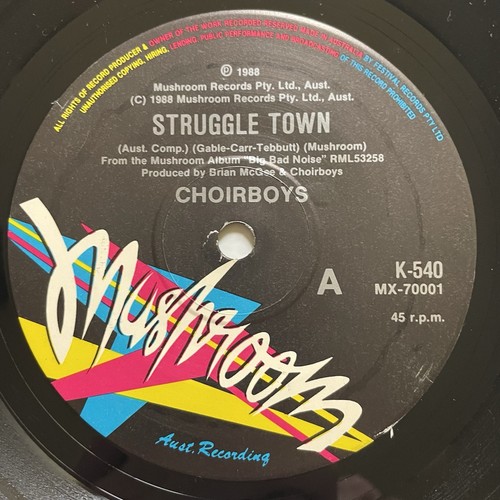 ALL RIGHTS OF RECORD PRODUCER & OWNER OF THE WORK RECORDED RESERVED MADE IN AUSTRALIA BY FESTIVAL RECORDS PTY LTD
UNAUTHORISED COPYING, HIRING, LENDING, PUBLIC PERFORMANCE AND BROADCASTING OF THIS RECORD PROHIBITED
℗ 1988
Mushroom Records Pty. Ltd., Aust.
(C) 1988 Mushroom Records Pty. Ltd., Aust.
STRUGGLE TOWN
(Aust. Comp.) (Gable-Carr-Tebbutt) (Mushroom)
From the Mushroom Album "Big Bad Noise" RML53258
Produced by Brian McGee & Choirboys
CHOIRBOYS
A
K-540
MX-70001
45 r.p.m.
Mushroom
Aust. Recording